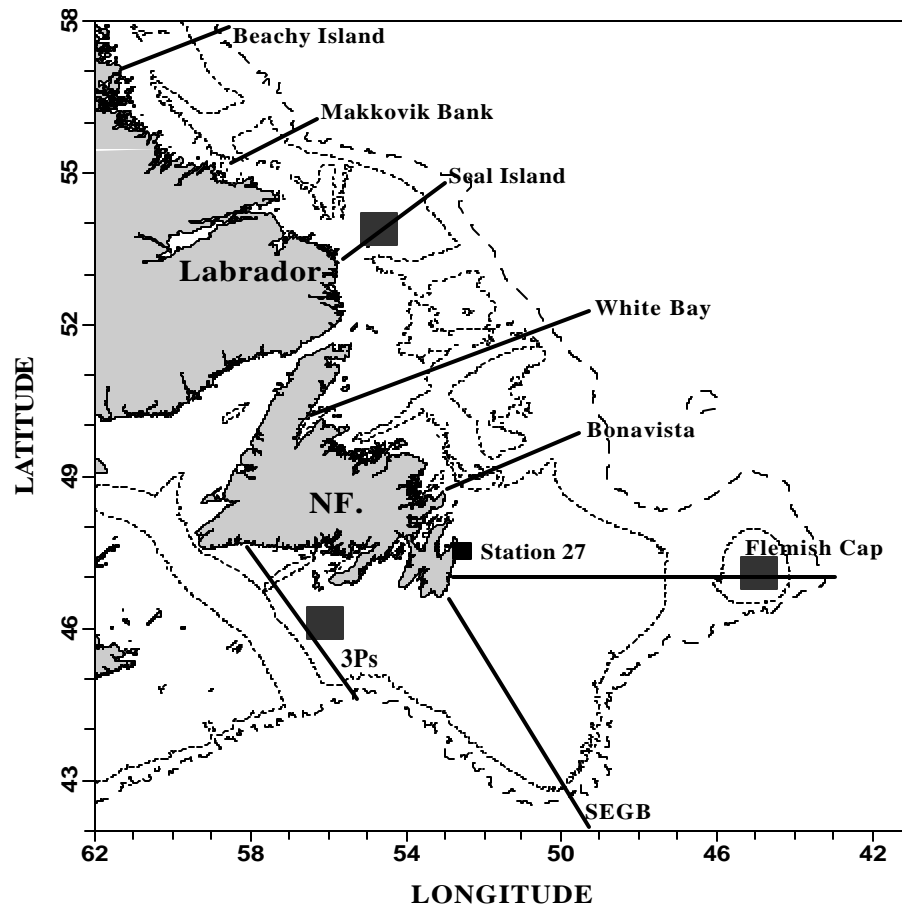 58
Beachy Island
Makkovik Bank
55
Seal Island
Labrador
52
White Bay
LATITUDE
Bonavista
49
NF.
Station 27
Flemish Cap
46
3Ps
43
SEGB
62
58
54
50
46
42
LONGITUDE